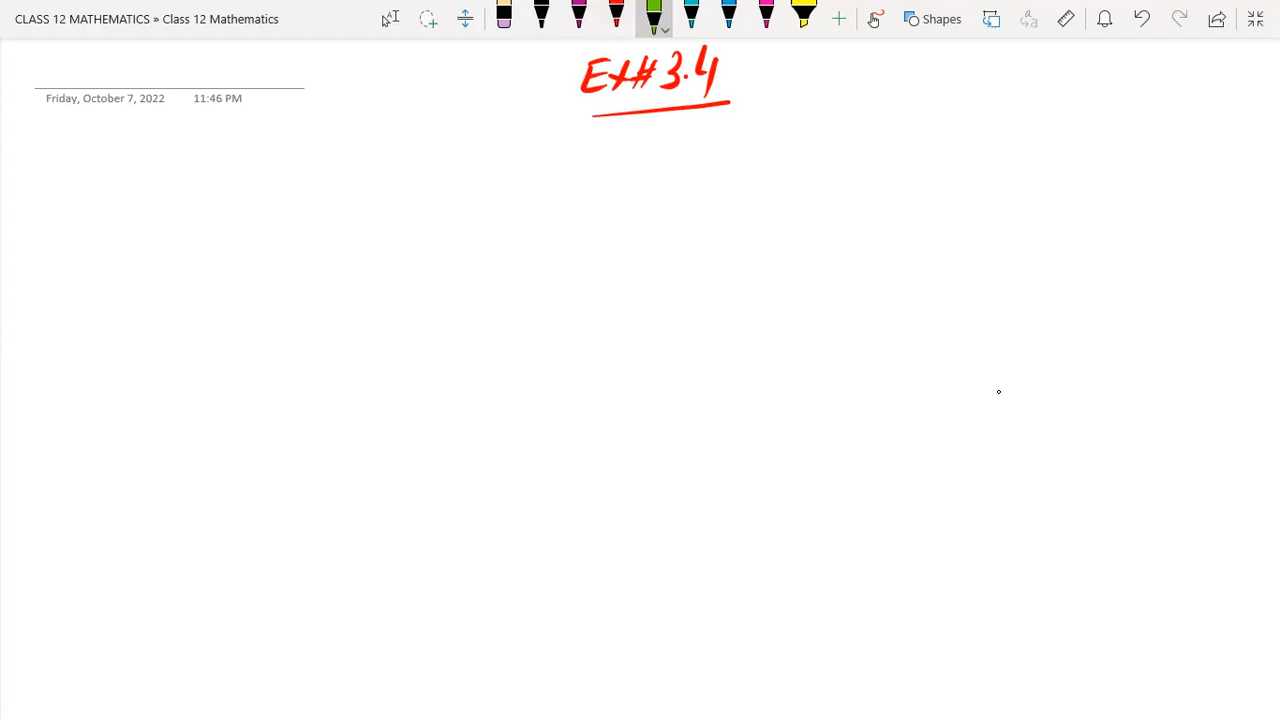 CLASS 12 MATHEMATICS » Class 12 Mathematics
Shapes
Ex# 3.4
Friday, October 7, 2022 11:46 PM